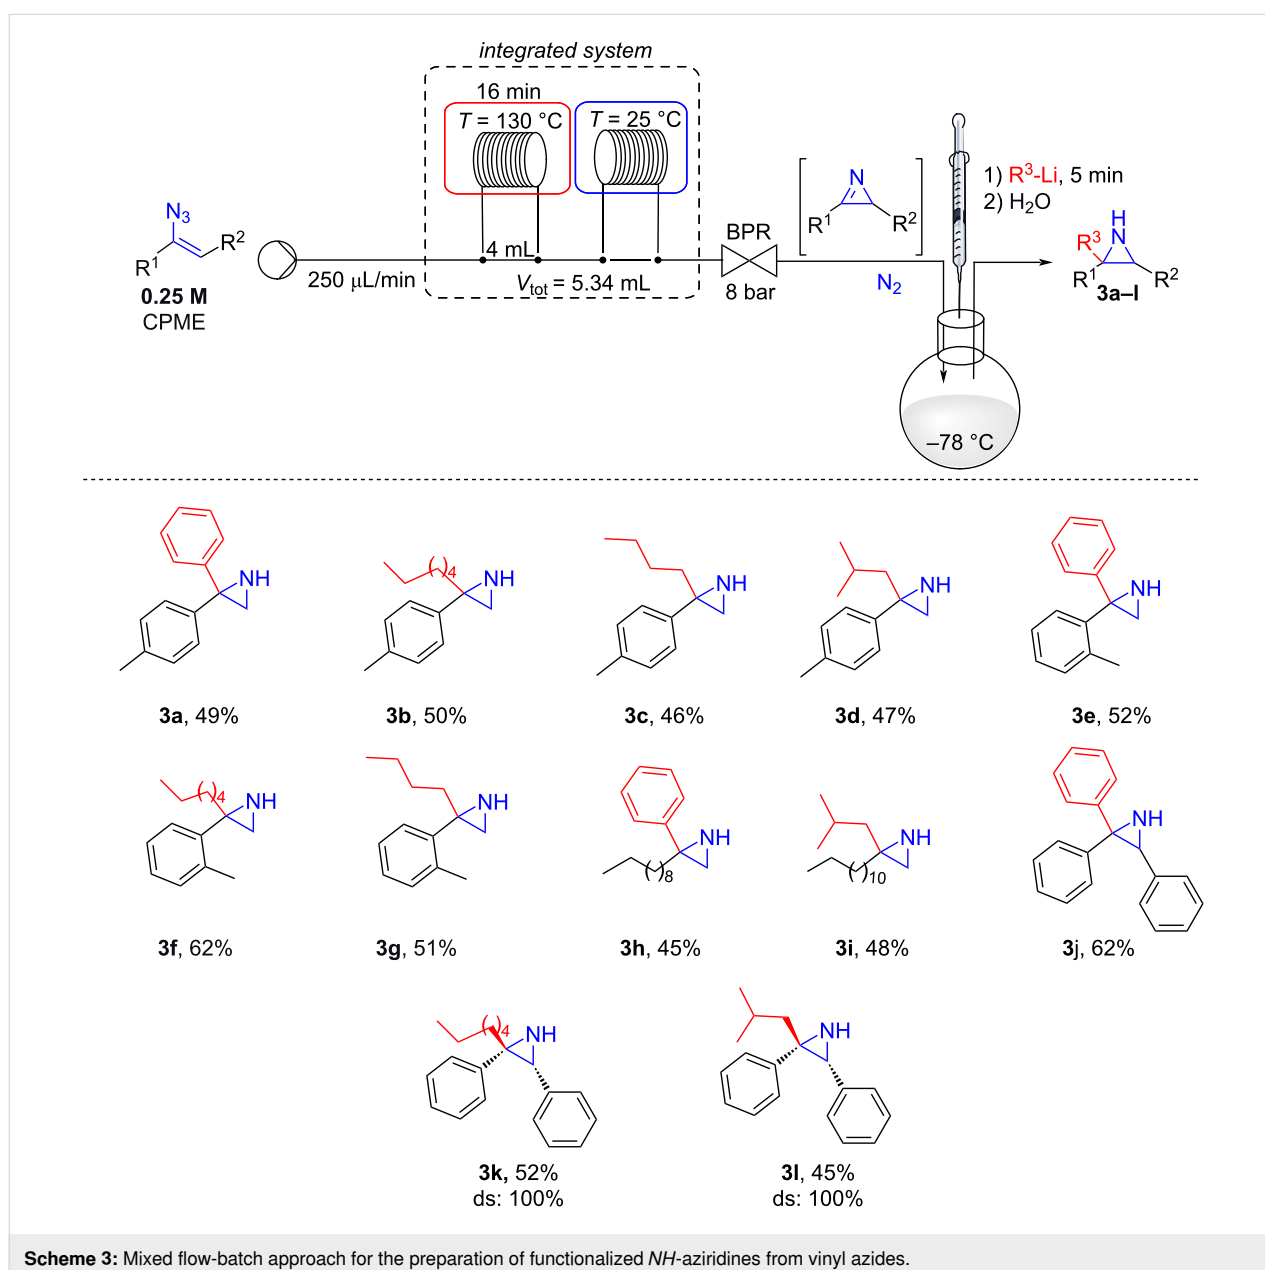 integrated system
16 min
T = 130 °C
T = 25 °C
4 mL
Vtot = 5.34 mL
N3
R1
R2
0.25 M
CPME
250 μL/min
BPR
8 bar
N
R1
R2
N2
1) R3-Li, 5 min
2) H2O
–78 °C
NH
R3
R1
R2
3a–l
NH
3a, 49%
( )4
NH
3b, 50%
NH
3c, 46%
NH
3d, 47%
NH
3e, 52%
( )4
NH
3f, 62%
NH
3g, 51%
NH
( )8
3h, 45%
NH
( )10
3i, 48%
NH
3j, 62%
( )4
NH
3k, 52%
ds: 100%
NH
3l, 45%
ds: 100%
Scheme 3: Mixed flow-batch approach for the preparation of functionalized NH-aziridines from vinyl azides.